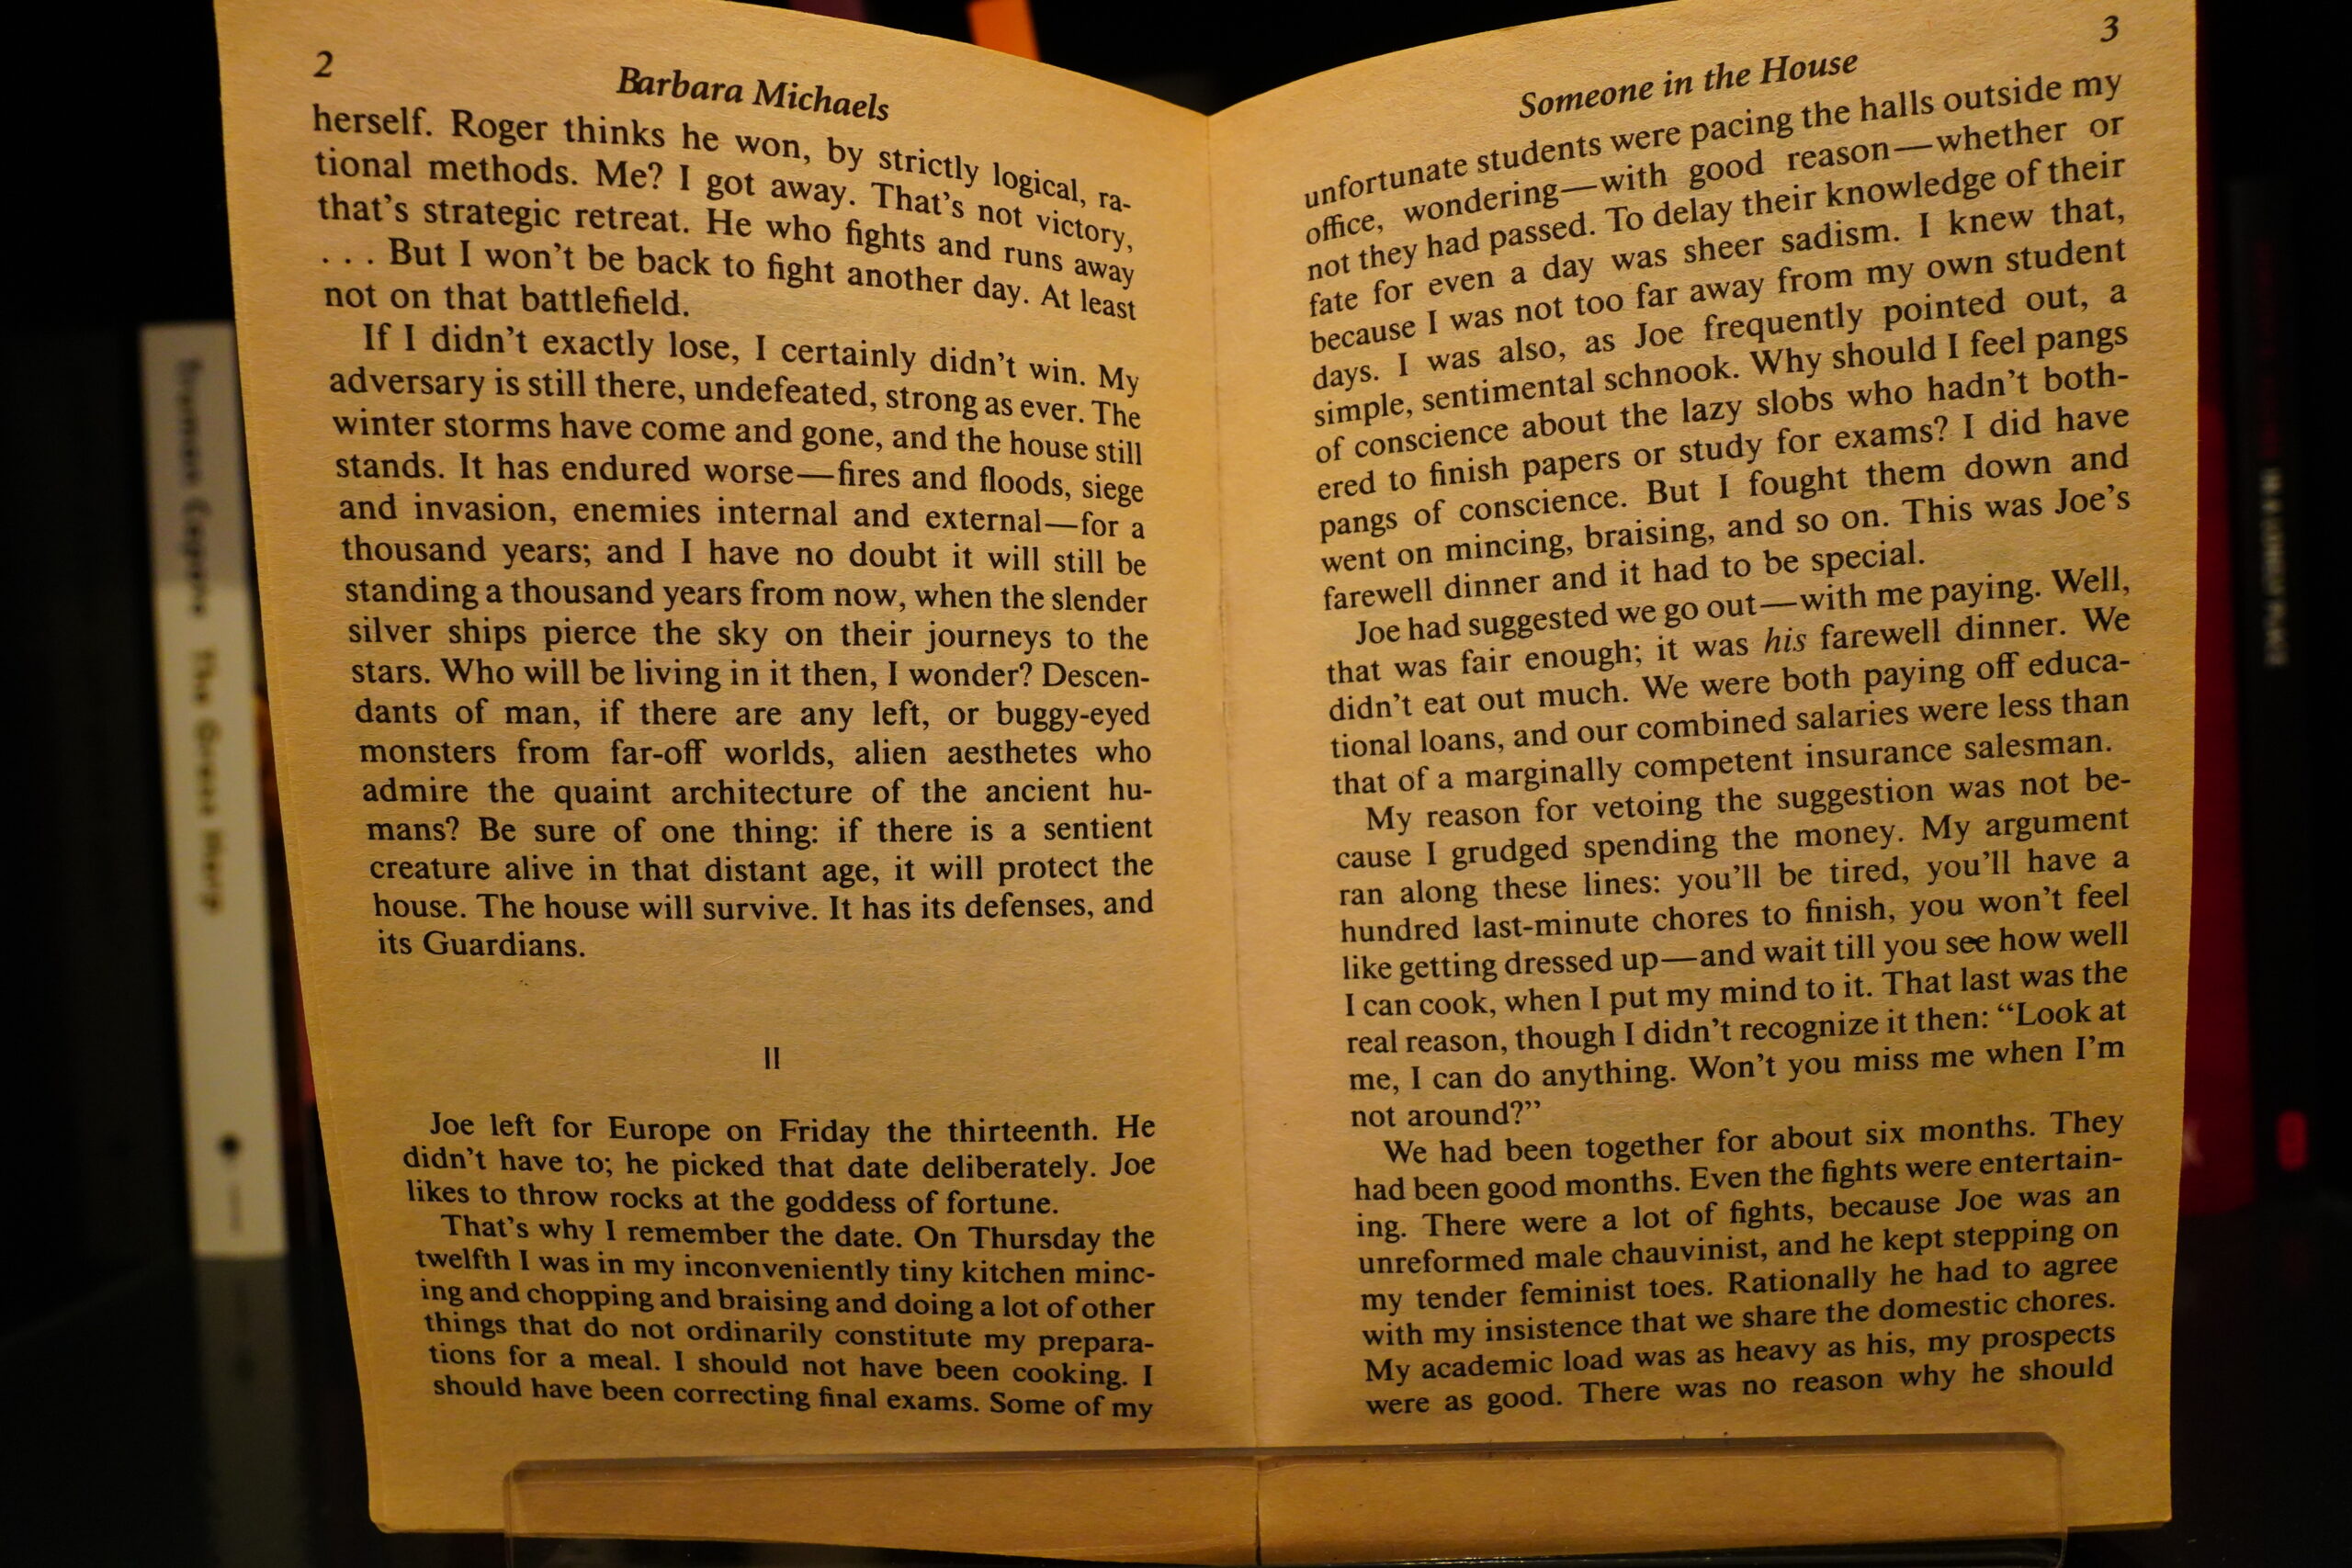 2
Barbara Michaels
herself. Roger thinks he won, by strictly logical, ra-
tional methods. Me? I got away. That's not victory,
that's strategic retreat. He who fights and runs away
. . . But I won't be back to fight another day. At least
not on that battlefield.
If I didn't exactly lose, I certainly didn't win. My
adversary is still there, undefeated, strong as ever. The
winter storms have come and gone, and the house still
stands. It has endured worse—fires and floods, siege
and invasion, enemies internal and external—for a
thousand years; and I have no doubt it will still be
standing a thousand years from now, when the slender
silver ships pierce the sky on their journeys to the
stars. Who will be living in it then, I wonder? Descen-
dants of man, if there are any left, or buggy-eyed
monsters from far-off worlds, alien aesthetes who
admire the quaint architecture of the ancient hu-
mans? Be sure of one thing: if there is a sentient
creature alive in that distant age, it will protect the
house. The house will survive. It has its defenses, and
its Guardians.
II
Joe left for Europe on Friday the thirteenth. He
didn't have to; he picked that date deliberately. Joe
likes to throw rocks at the goddess of fortune.
That's why I remember the date. On Thursday the
twelfth I was in my inconveniently tiny kitchen minc-
ing and chopping and braising and doing a lot of other
things that do not ordinarily constitute my prepara-
tions for a meal. I should not have been cooking. I
should have been correcting final exams. Some of my
3
Someone in the House
unfortunate students were pacing the halls outside my
office, wondering—with good reason—whether or
not they had passed. To delay their knowledge of their
fate for even a day was sheer sadism. I knew that,
because I was not too far away from my own student
days. I was also, as Joe frequently pointed out, a
simple, sentimental schnook. Why should I feel pangs
of conscience about the lazy slobs who hadn't both-
ered to finish papers or study for exams? I did have
pangs of conscience. But I fought them down and
went on mincing, braising, and so on. This was Joe's
farewell dinner and it had to be special.
Joe had suggested we go out—with me paying. Well,
that was fair enough; it was his farewell dinner. We
didn't eat out much. We were both paying off educa-
tional loans, and our combined salaries were less than
that of a marginally competent insurance salesman.
My reason for vetoing the suggestion was not be-
cause I grudged spending the money. My argument
ran along these lines: you'll be tired, you'll have a
hundred last-minute chores to finish, you won't feel
like getting dressed up—and wait till you see how well
I can cook, when I put my mind to it. That last was the
real reason, though I didn't recognize it then: "Look at
me, I can do anything. Won't you miss me when I'm
not around?"
We had been together for about six months. They
had been good months. Even the fights were entertain-
ing. There were a lot of fights, because Joe was an
unreformed male chauvinist, and he kept stepping on
my tender feminist toes. Rationally he had to agree
with my insistence that we share the domestic chores.
My academic load was as heavy as his, my prospects
were as good. There was no reason why he should
Truman Capote The Grass Harp